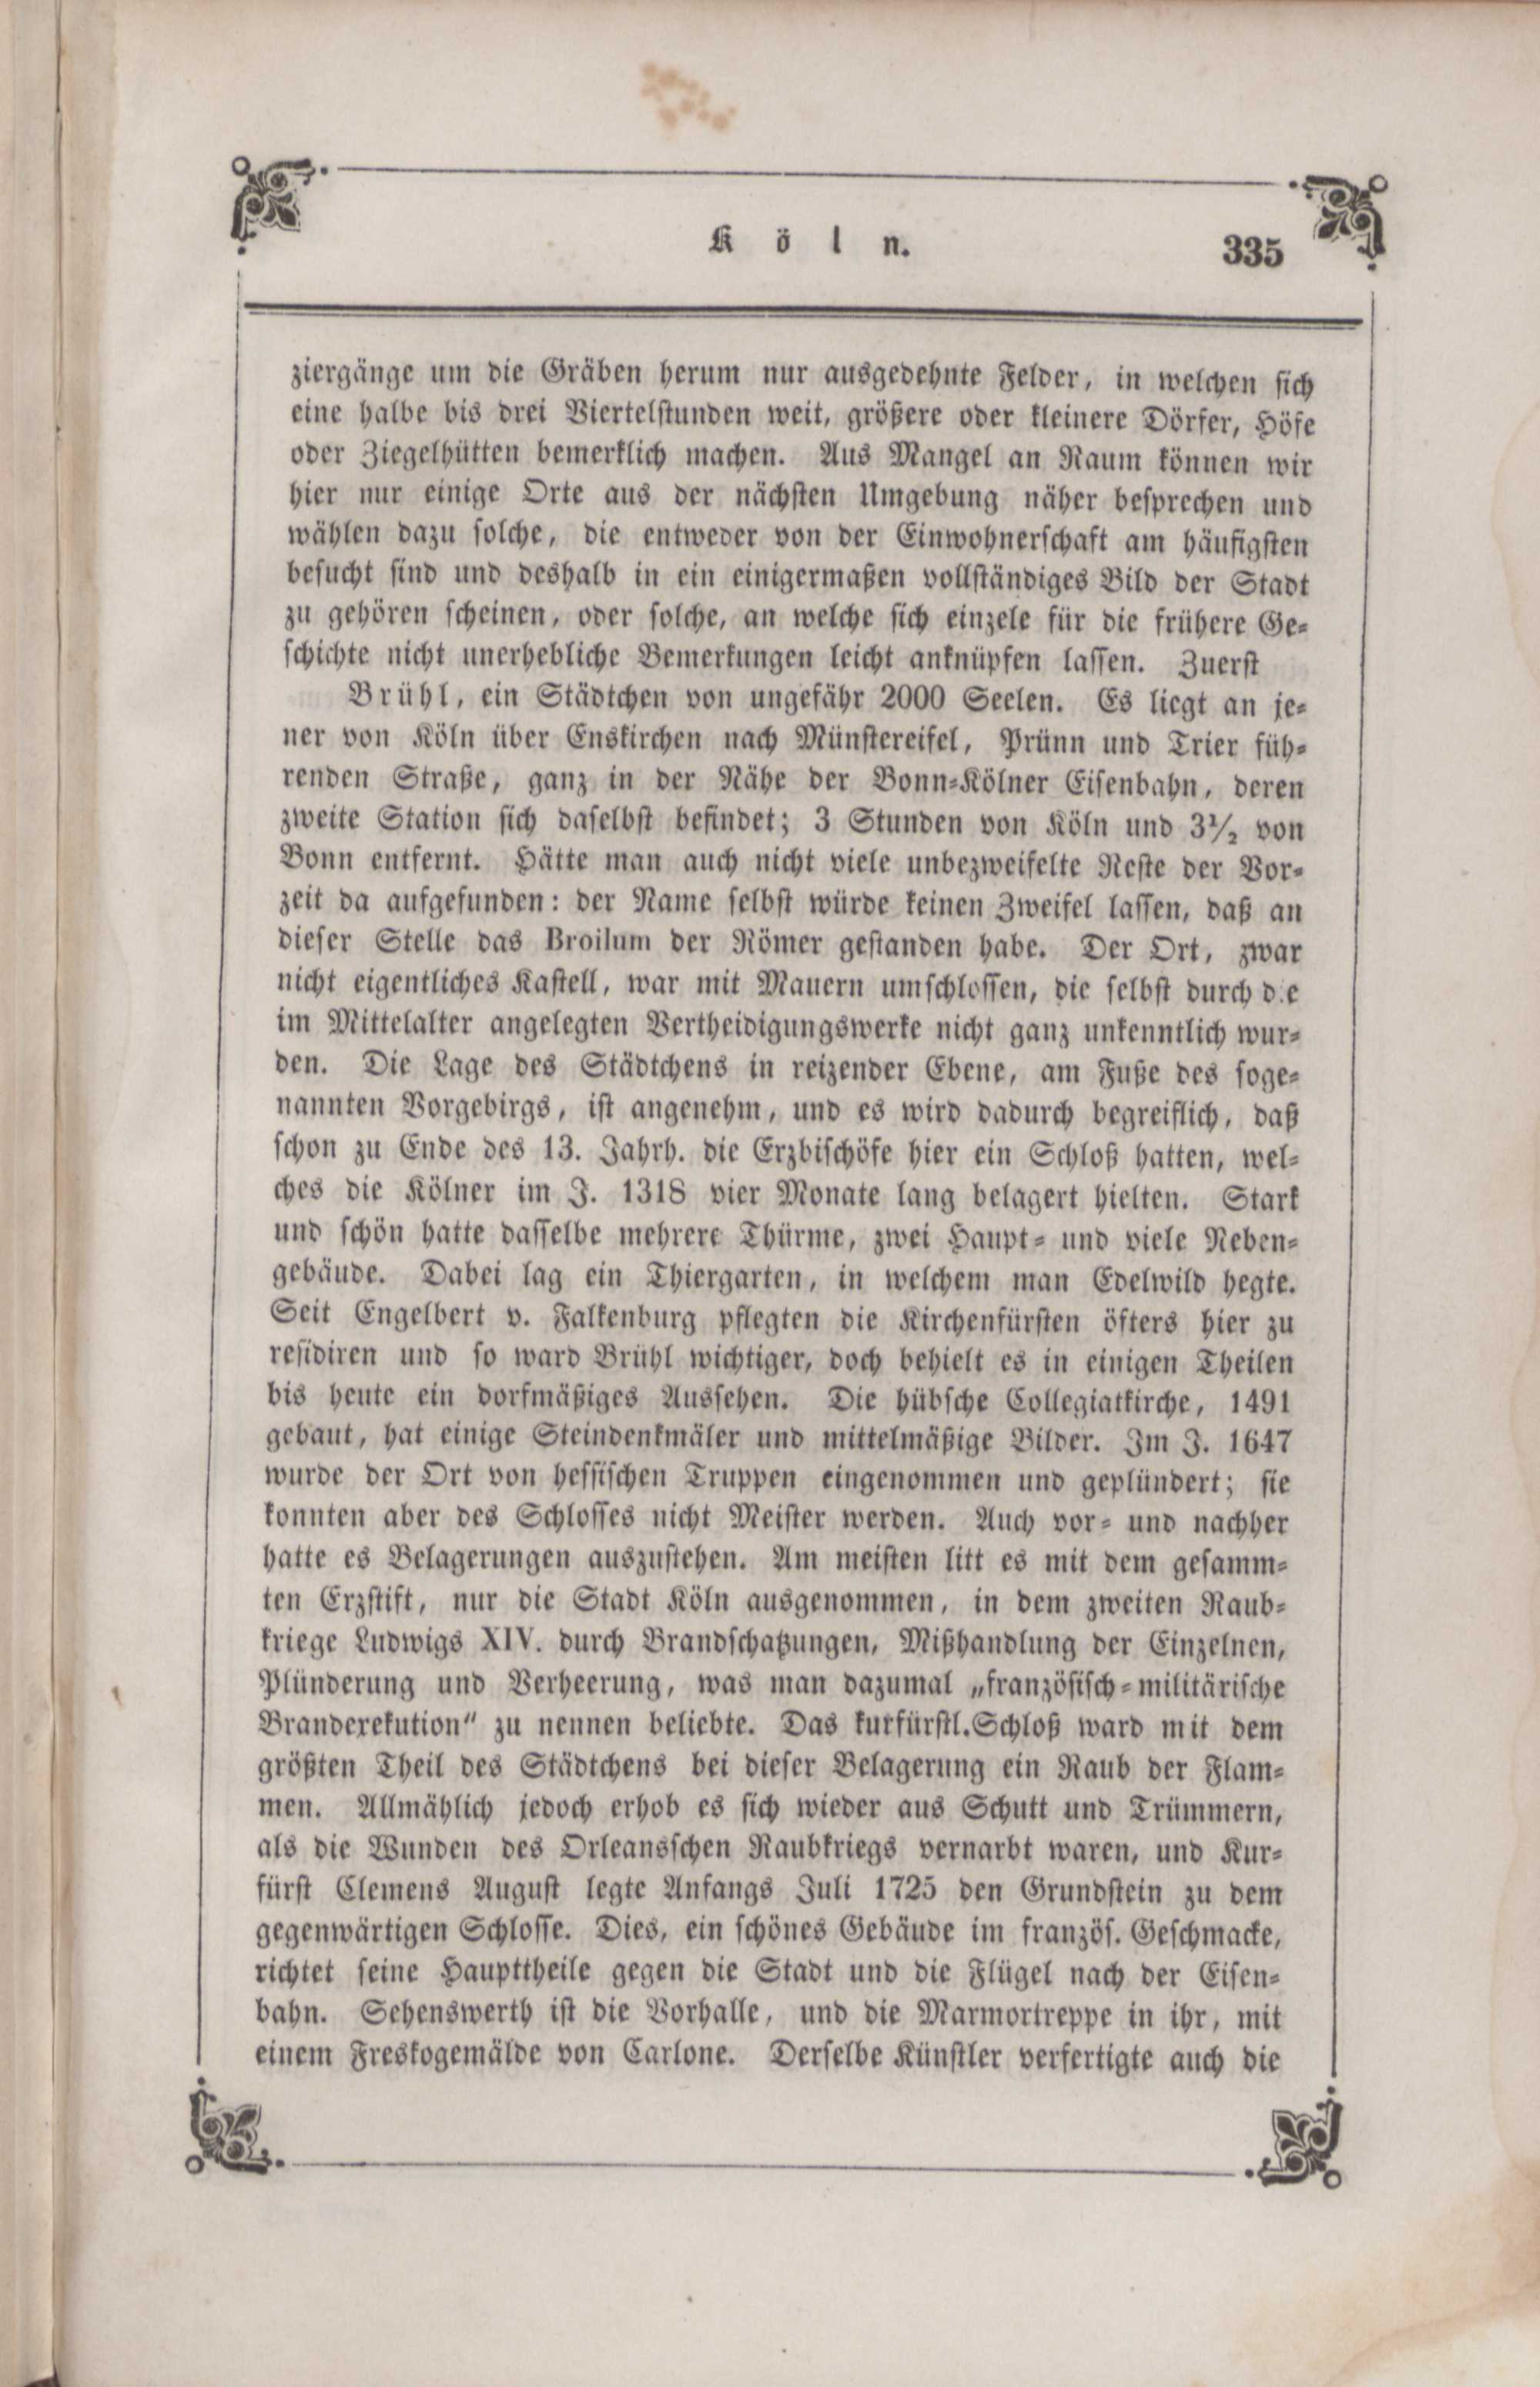 Köln.
335
ziergänge um die Gräben herum nur ausgedehnte Felder, in welchen sich
eine halbe bis drei Viertelstunden weit, größere oder kleinere Dörfer, Höfe
oder Ziegelhütten bemerklich machen. Aus Mangel an Raum können wir
hier nur einige Orte aus der nächsten Umgebung näher besprechen und
wählen dazu solche, die entweder von der Einwohnerschaft am häufigsten
besucht sind und deshalb in ein einigermaßen vollständiges Bild der Stadt
zu gehören scheinen, oder solche, an welche sich einzele für die frühere Ge-
schichte nicht unerhebliche Bemerkungen leicht anknüpfen lassen. Zuerst
Brühl, ein Städtchen von ungefähr 2000 Seelen. Es liegt an je-
ner von Köln über Enskirchen nach Münstereifel, Prünn und Trier füh-
renden Straße, ganz in der Nähe der Bonn-Kölner Eisenbahn, deren
zweite Station sich daselbst befindet; 3 Stunden von Köln und 3½ von
Bonn entfernt. Hätte man auch nicht viele unbezweifelte Reste der Vor-
zeit da aufgefunden: der Name selbst würde keinen Zweifel lassen, daß an
dieser Stelle das Broilum der Römer gestanden habe. Der Ort, zwar
nicht eigentliches Kastell, war mit Mauern umschlossen, die selbst durch die
im Mittelalter angelegten Vertheidigungswerke nicht ganz unkenntlich wur-
den. Die Lage des Städtchens in reizender Ebene, am Fuße des soge-
nannten Vorgebirgs, ist angenehm, und es wird dadurch begreiflich, daß
schon zu Ende des 13. Jahrh. die Erzbischöfe hier ein Schloß hatten, wel-
ches die Kölner im J. 1318 vier Monate lang belagert hielten. Stark
und schön hatte dasselbe mehrere Thürme, zwei Haupt- und viele Neben-
gebäude. Dabei lag ein Thiergarten, in welchem man Edelwild hegte.
Seit Engelbert v. Falkenburg pflegten die Kirchenfürsten öfters hier zu
residiren und so ward Brühl wichtiger, doch behielt es in einigen Theilen
bis heute ein dorfmäßiges Aussehen. Die hübsche Collegiatkirche, 1491
gebaut, hat einige Steindenkmäler und mittelmäßige Bilder. Im J. 1647
wurde der Ort von hessischen Truppen eingenommen und geplündert; sie
konnten aber des Schlosses nicht Meister werden. Auch vor- und nachher
hatte es Belagerungen auszustehen. Am meisten litt es mit dem gesamm-
ten Erzstift, nur die Stadt Köln ausgenommen, in dem zweiten Raub-
kriege Ludwigs XIV. durch Brandschatzungen, Mißhandlung der Einzelnen,
Plünderung und Verheerung, was man dazumal „französisch-militärische
Brandexekution“ zu nennen beliebte. Das kurfürstl. Schloß ward mit dem
größten Theil des Städtchens bei dieser Belagerung ein Raub der Flam-
men. Allmählich jedoch erhob es sich wieder aus Schutt und Trümmern,
als die Wunden des Orleansschen Raubkriegs vernarbt waren, und Kur-
fürst Clemens August legte Anfangs Juli 1725 den Grundstein zu dem
gegenwärtigen Schlosse. Dies, ein schönes Gebäude im französ. Geschmacke,
richtet seine Haupttheile gegen die Stadt und die Flügel nach der Eisen-
bahn. Sehenswerth ist die Vorhalle, und die Marmortreppe in ihr, mit
einem Freskogemälde von Carlone. Derselbe Künstler verfertigte auch die